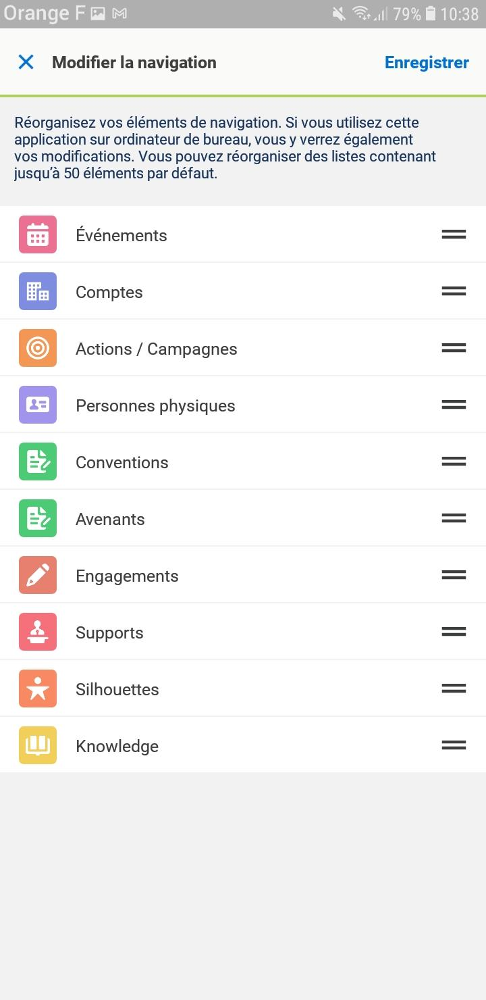 Orange F 79% 10:38
Modifier la navigation Enregistrer
Réorganisez vos éléments de navigation. Si vous utilisez cette
application sur ordinateur de bureau, vous y verrez également
vos modifications. Vous pouvez réorganiser des listes contenant
jusqu’à 50 éléments par défaut.
Événements
Comptes
Actions / Campagnes
Personnes physiques
Conventions
Avenants
Engagements
Supports
Silhouettes
Knowledge